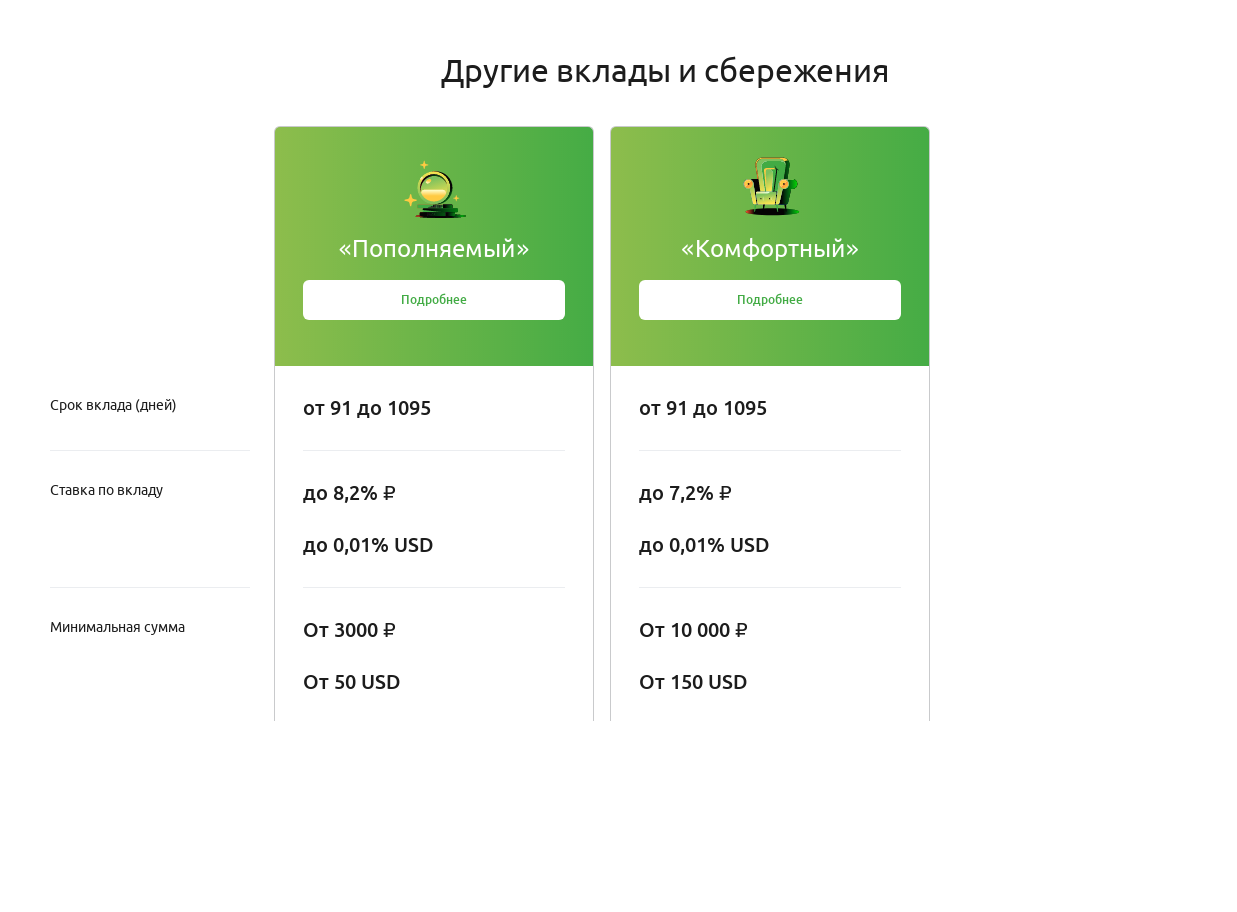 Другие вклады и сбережения
«Пополняемый»
Подробнее
«Комфортный»
Подробнее
Срок вклада (дней)
от 91 до 1095
от 91 до 1095
Ставка по вкладу
до 8,2% ₽
до 7,2% ₽
до 0,01% USD
до 0,01% USD
Минимальная сумма
От 3000 ₽
От 10 000 ₽
От 50 USD
От 150 USD